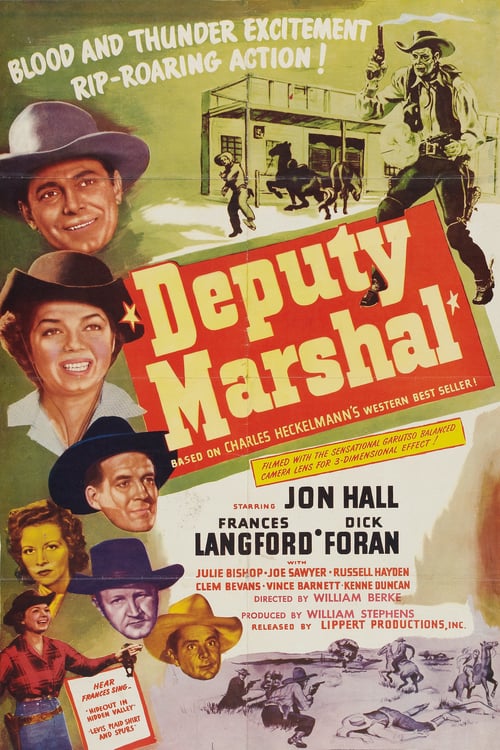 BLOOD AND THUNDER EXCITEMENT
RIP-ROARING ACTION!
Deputy
Marshal
BASED ON CHARLES HECKELMANN'S WESTERN BEST SELLER!
FILMED WITH THE SENSATIONAL GARUTSO BALANCED
CAMERA LENS FOR 3-DIMENSIONAL EFFECT!
STARRING JON HALL
FRANCES DICK
LANGFORD • FORAN
WITH
JULIE BISHOP • JOE SAWYER • RUSSELL HAYDEN
CLEM BEVANS • VINCE BARNETT • KENNE DUNCAN
DIRECTED BY WILLIAM BERKE
PRODUCED BY WILLIAM STEPHENS
RELEASED BY LIPPERT PRODUCTIONS, INC.
HEAR
FRANCES SING...
"HIDEOUT IN
HIDDEN VALLEY"
"LEVIS, PLAID SHIRT
AND SPURS"